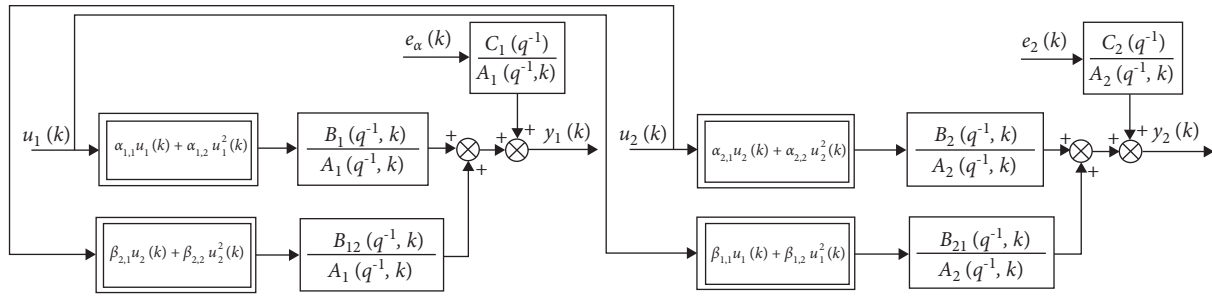 e_α (k)
C_1 (q^-1)
A_1 (q^-1,k)
e_2 (k)
C_2 (q^-1)
A_2 (q^-1, k)
u_1 (k)
α_1,1 u_1 (k) + α_1,2 u_1^2 (k)
B_1 (q^-1, k)
A_1 (q^-1, k)
+
+
+
+
y_1 (k)
u_2 (k)
α_2,1 u_2 (k) + α_2,2 u_2^2 (k)
B_2 (q^-1, k)
A_2 (q^-1, k)
+
+
+
+
y_2 (k)
β_2,1 u_2 (k) + β_2,2 u_2^2 (k)
B_12 (q^-1, k)
A_1 (q^-1, k)
β_1,1 u_1 (k) + β_1,2 u_1^2 (k)
B_21 (q^-1, k)
A_2 (q^-1, k)